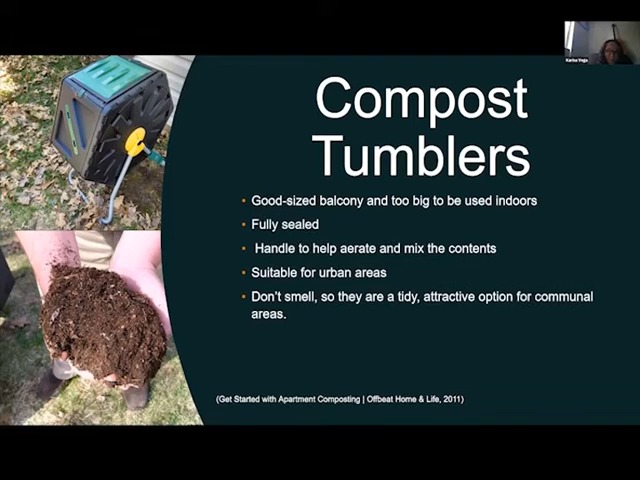 Karina Vega
Compost
Tumblers
• Good-sized balcony and too big to be used indoors
• Fully sealed
• Handle to help aerate and mix the contents
• Suitable for urban areas
• Don't smell, so they are a tidy, attractive option for communal
areas.
(Get Started with Apartment Composting | Offbeat Home & Life, 2011)